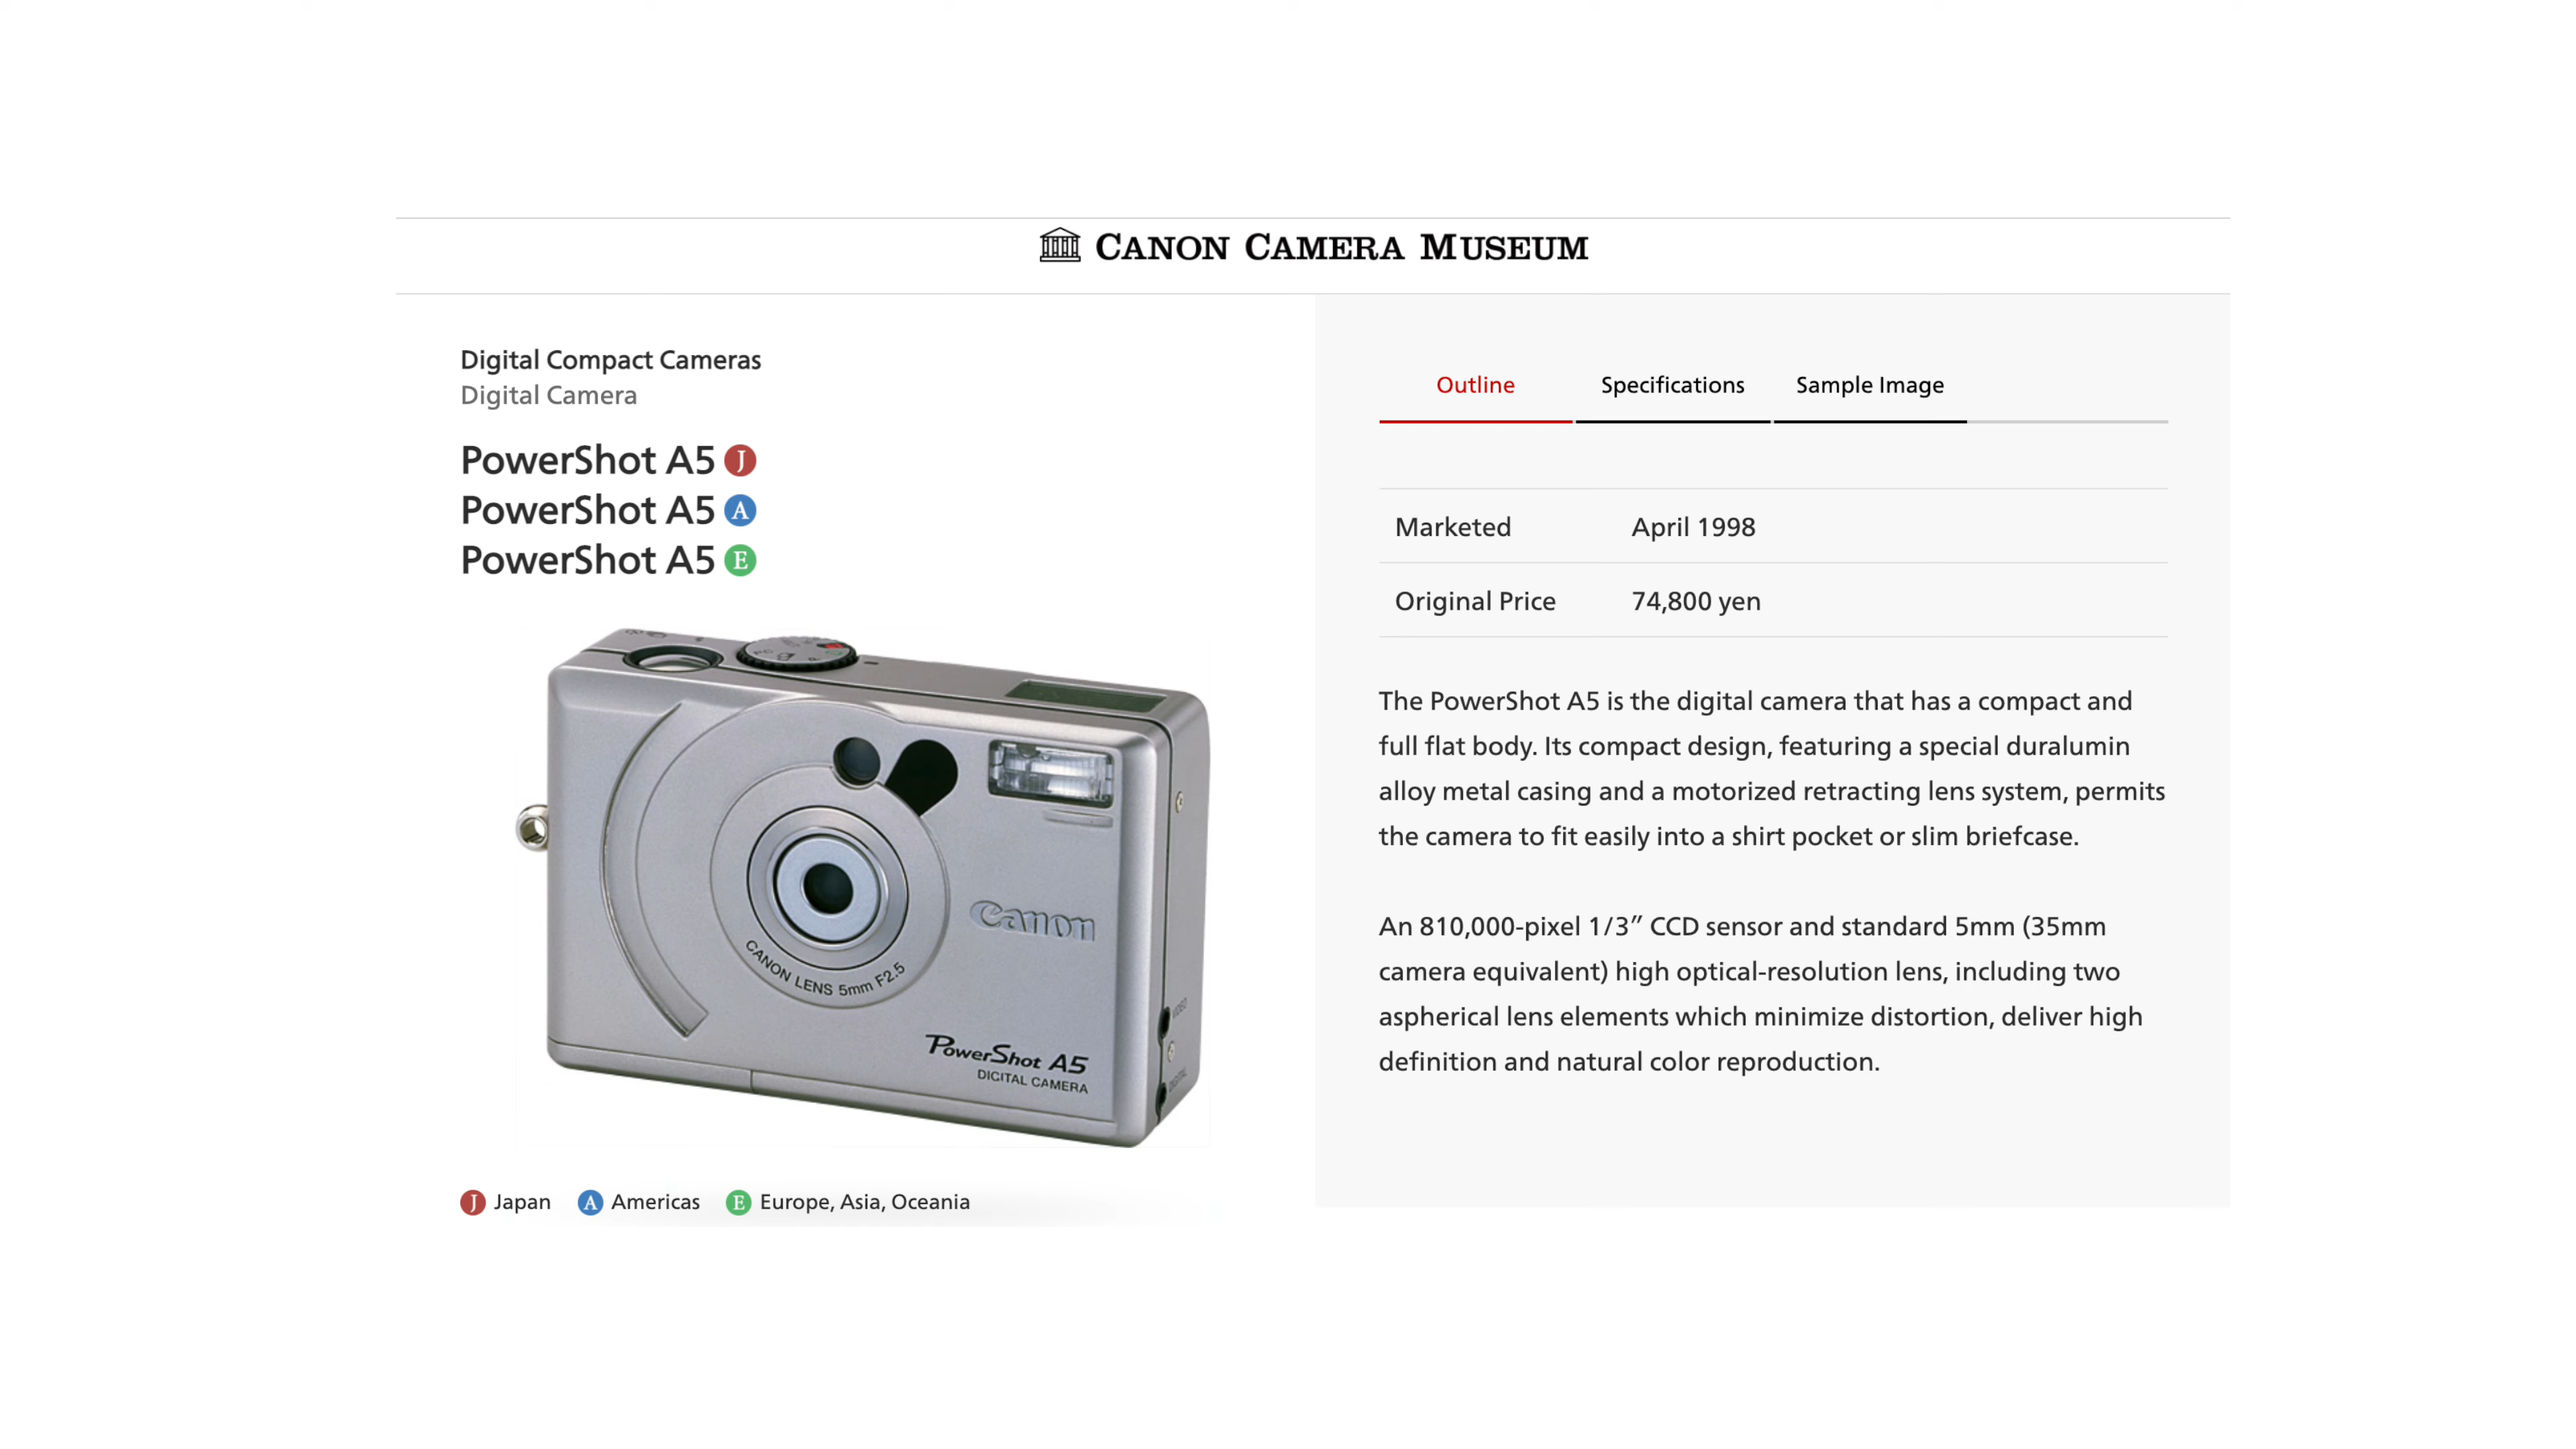 CANON CAMERA MUSEUM
Digital Compact Cameras
Digital Camera
PowerShot A5 J
PowerShot A5 A
PowerShot A5 E
Canon
CANON LENS 5mm F2.5
PowerShot A5
DIGITAL CAMERA
VIDEO
DIGITAL
J Japan A Americas E Europe, Asia, Oceania
Outline Specifications Sample Image
Marketed April 1998
Original Price 74,800 yen
The PowerShot A5 is the digital camera that has a compact and
full flat body. Its compact design, featuring a special duralumin
alloy metal casing and a motorized retracting lens system, permits
the camera to fit easily into a shirt pocket or slim briefcase.
An 810,000-pixel 1/3″ CCD sensor and standard 5mm (35mm
camera equivalent) high optical-resolution lens, including two
aspherical lens elements which minimize distortion, deliver high
definition and natural color reproduction.